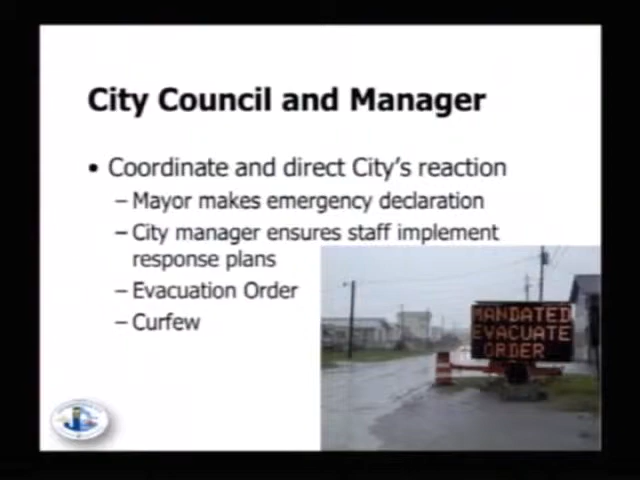 City Council and Manager
• Coordinate and direct City's reaction
– Mayor makes emergency declaration
– City manager ensures staff implement
response plans
– Evacuation Order
– Curfew
MANDATED
EVACUATE
ORDER